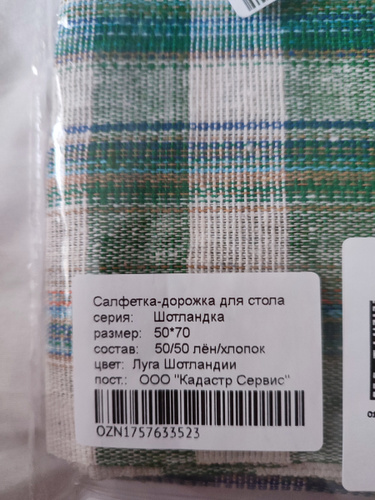 Салфетка-дорожка для стола
серия: Шотландка
размер: 50*70
состав: 50/50 лён/хлопок
цвет: Луга Шотландии
пост.: ООО "Кадастр Сервис"
OZN1757633523